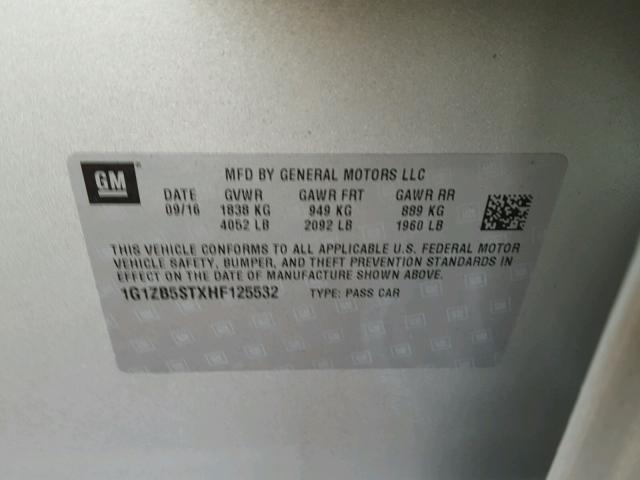 GM
MFD BY GENERAL MOTORS LLC
DATE GVWR GAWR FRT GAWR RR
09/16 1838 KG 949 KG 889 KG
4052 LB 2092 LB 1960 LB
THIS VEHICLE CONFORMS TO ALL APPLICABLE U.S. FEDERAL MOTOR
VEHICLE SAFETY, BUMPER, AND THEFT PREVENTION STANDARDS IN
EFFECT ON THE DATE OF MANUFACTURE SHOWN ABOVE.
1G1ZB5STXHF125532 TYPE: PASS CAR